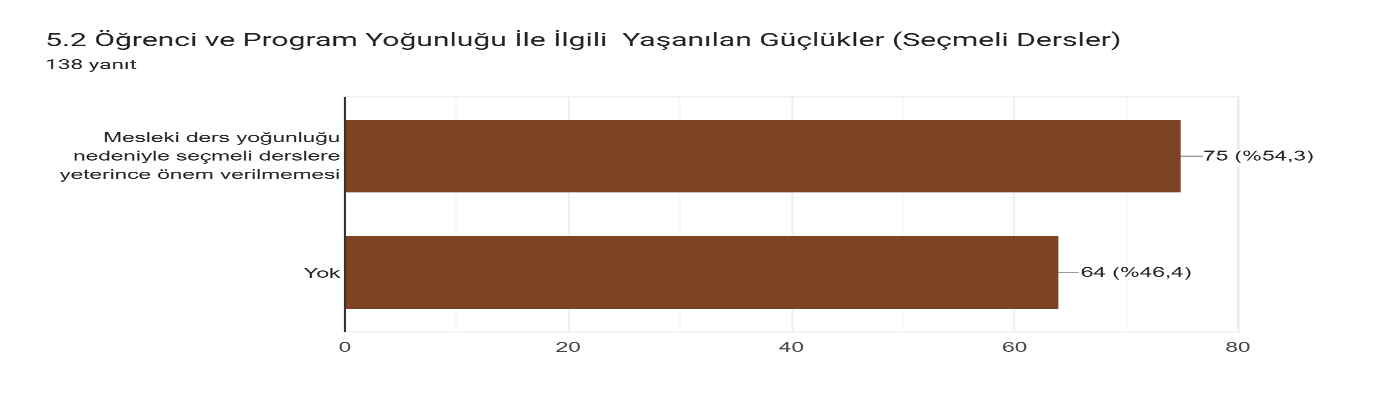 5.2 Öğrenci ve Program Yoğunluğu İle İlgili  Yaşanılan Güçlükler (Seçmeli Dersler)
138 yanıt
Mesleki ders yoğunluğu
nedeniyle seçmeli derslere
yeterince önem verilmemesi
75 (%54,3)
Yok
64 (%46,4)
0 20 40 60 80